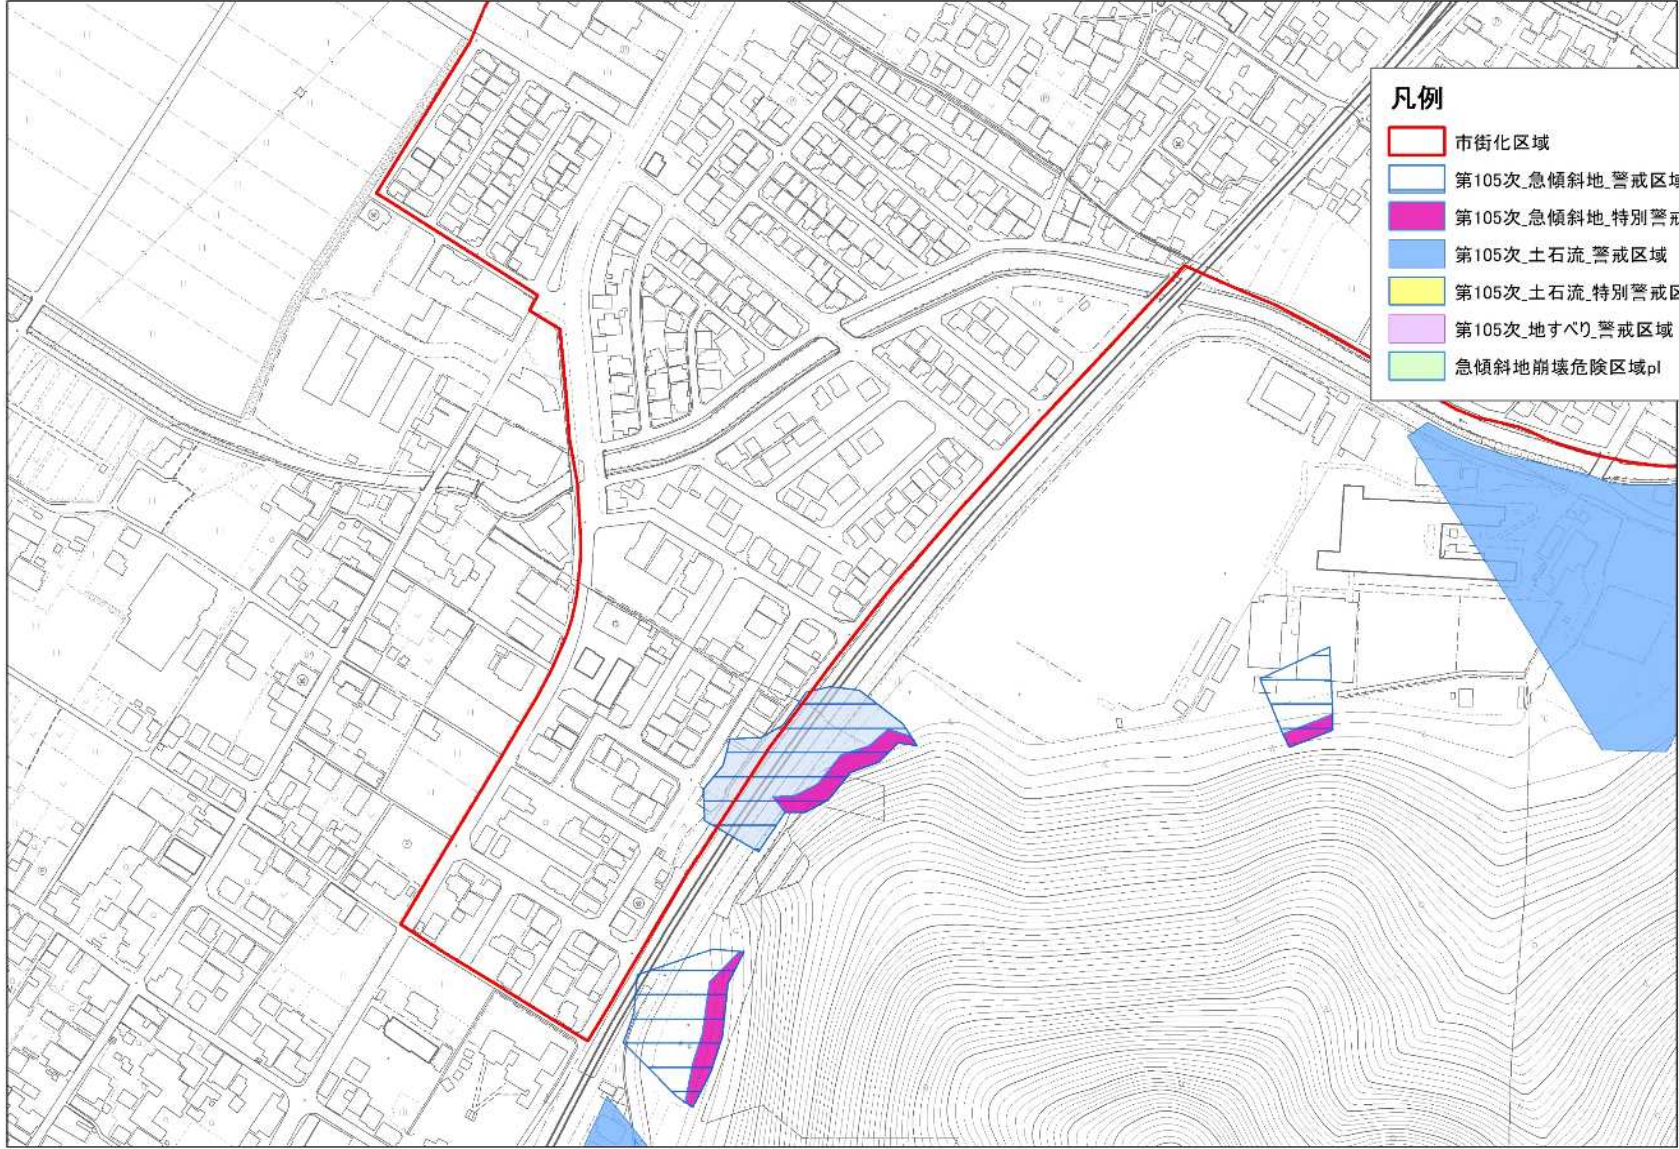 凡例
市街化区域
第105次_急傾斜地_警戒区域
第105次_急傾斜地_特別警戒
第105次_土石流_警戒区域
第105次_土石流_特別警戒区
第105次_地すべり_警戒区域
急傾斜地崩壊危険区域pl